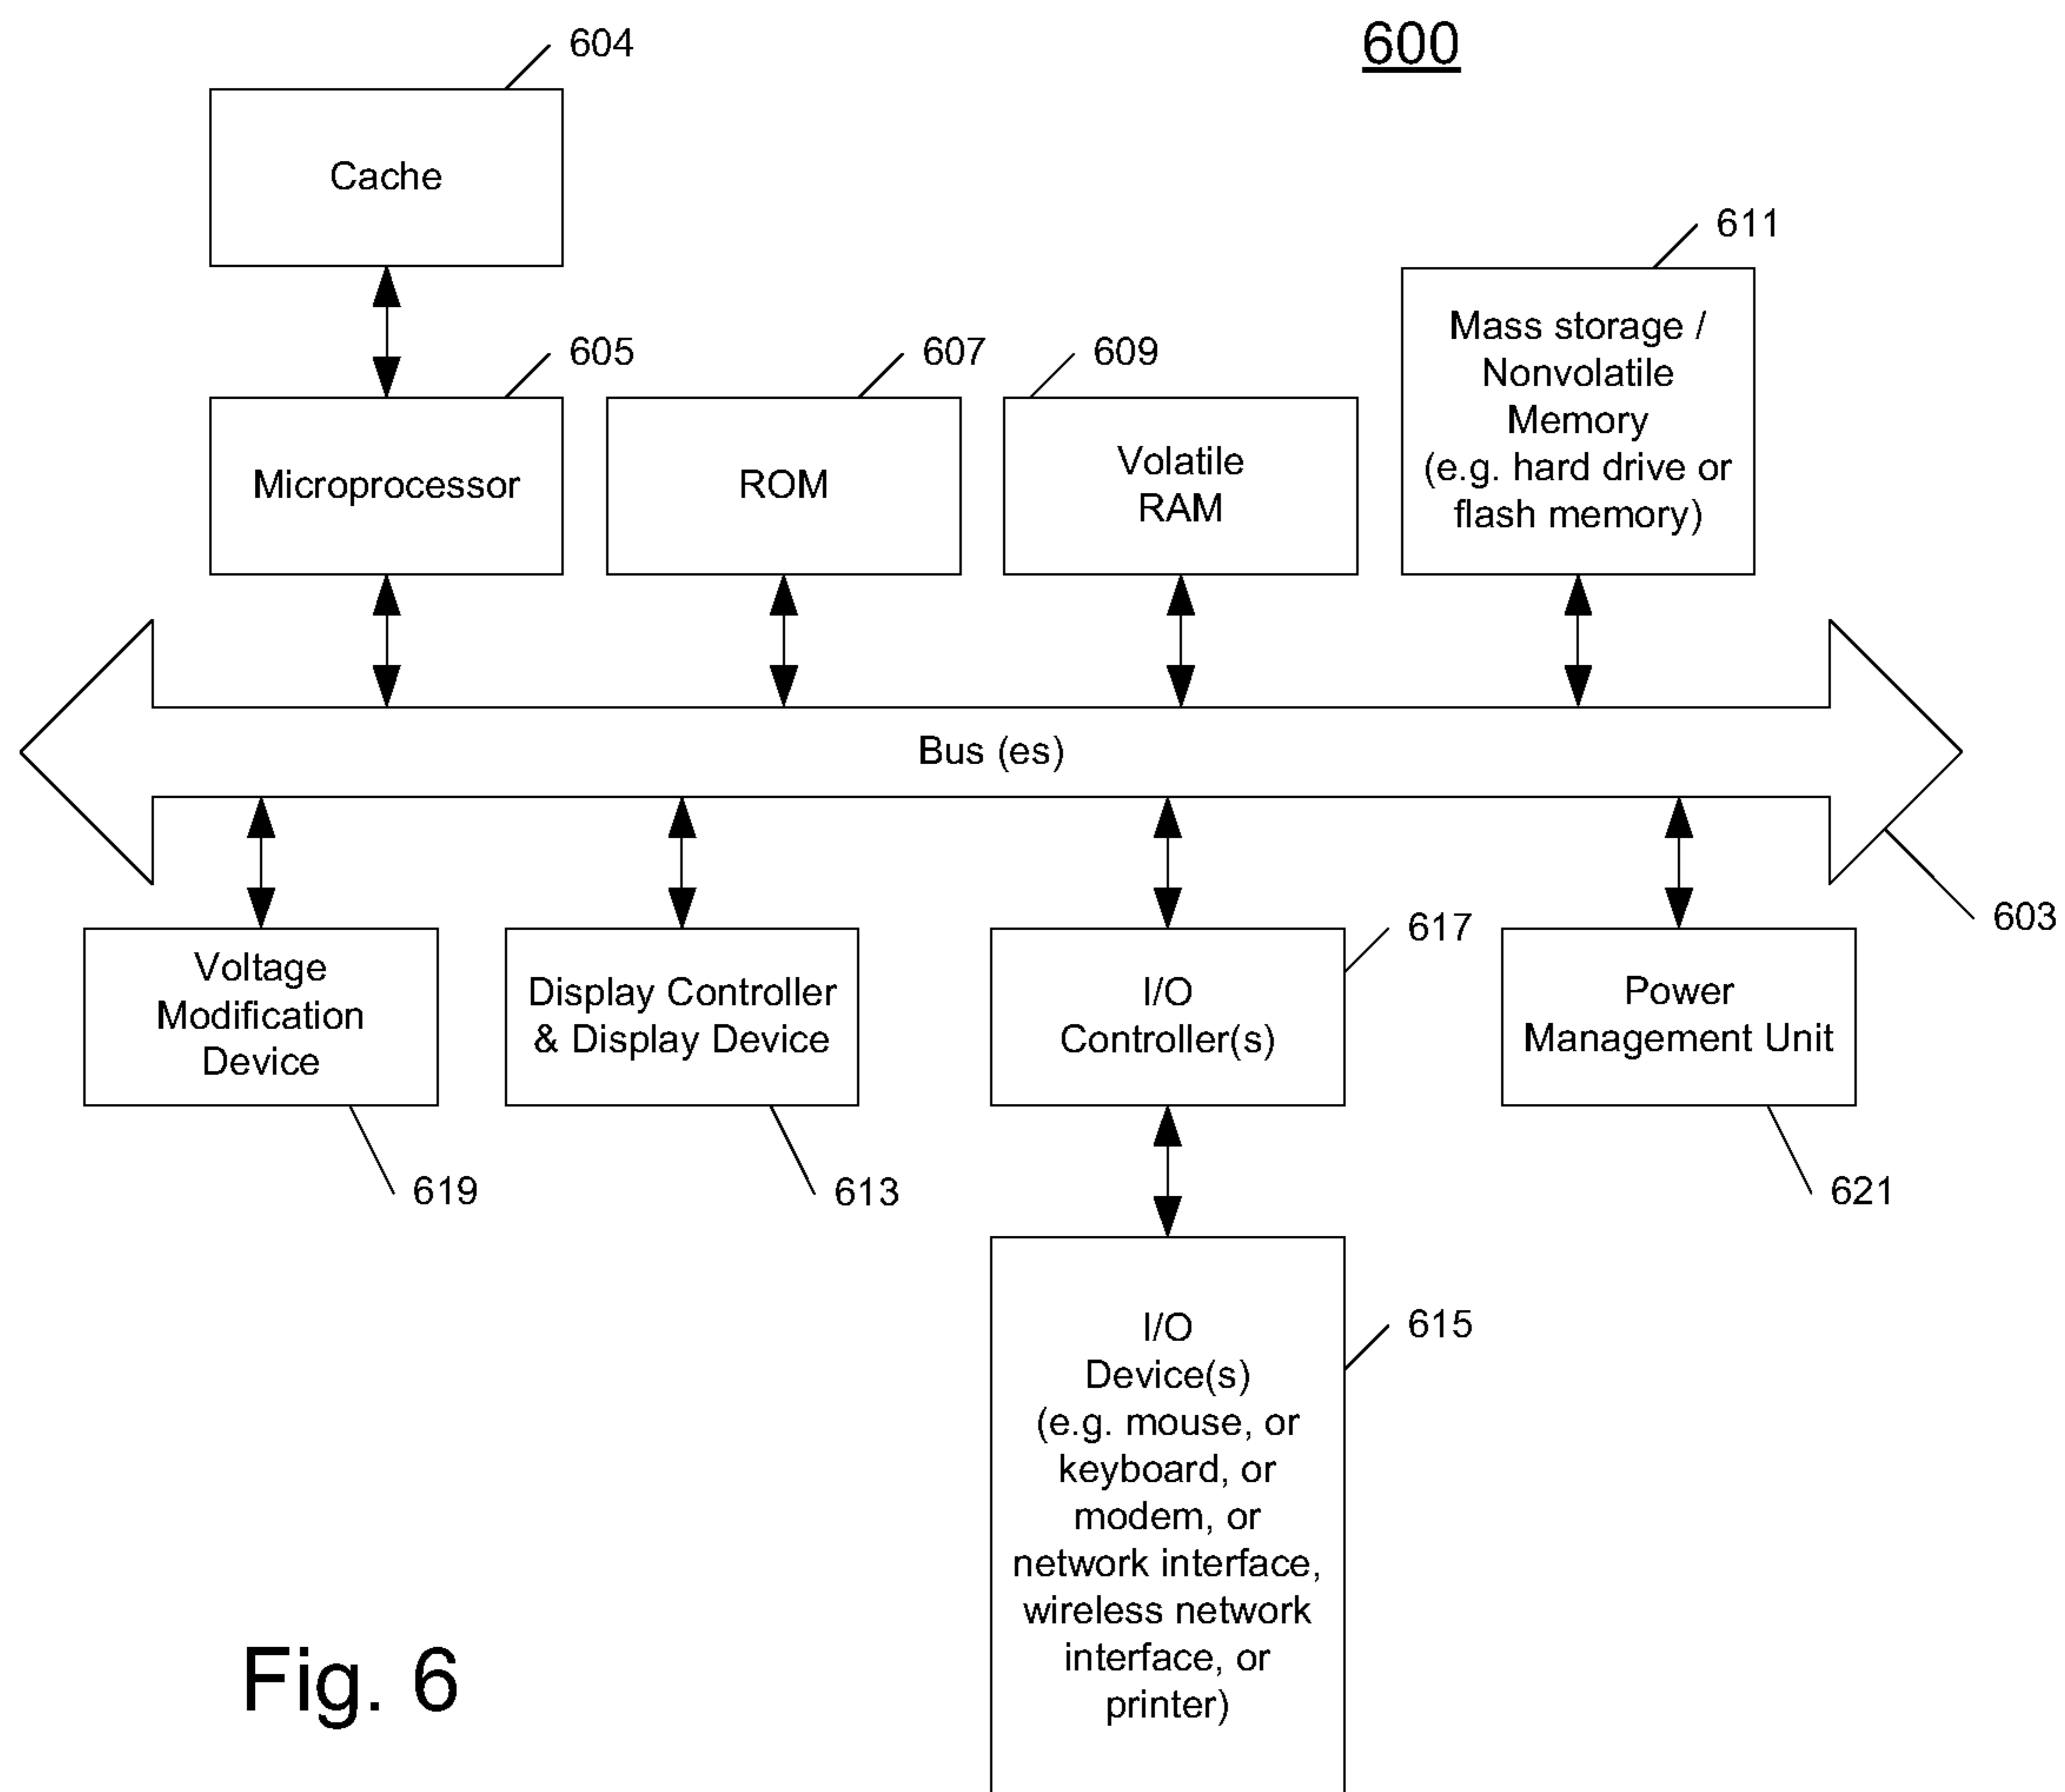 604
600
Cache
611
Mass storage /
Nonvolatile
Memory
(e.g. hard drive or
flash memory)
605
607
609
Microprocessor
ROM
Volatile
RAM
Bus (es)
603
617
Voltage
Modification
Device
Display Controller
& Display Device
I/O
Controller(s)
Power
Management Unit
619
613
621
615
I/O
Device(s)
(e.g. mouse, or
keyboard, or
modem, or
network interface,
wireless network
interface, or
printer)
Fig. 6